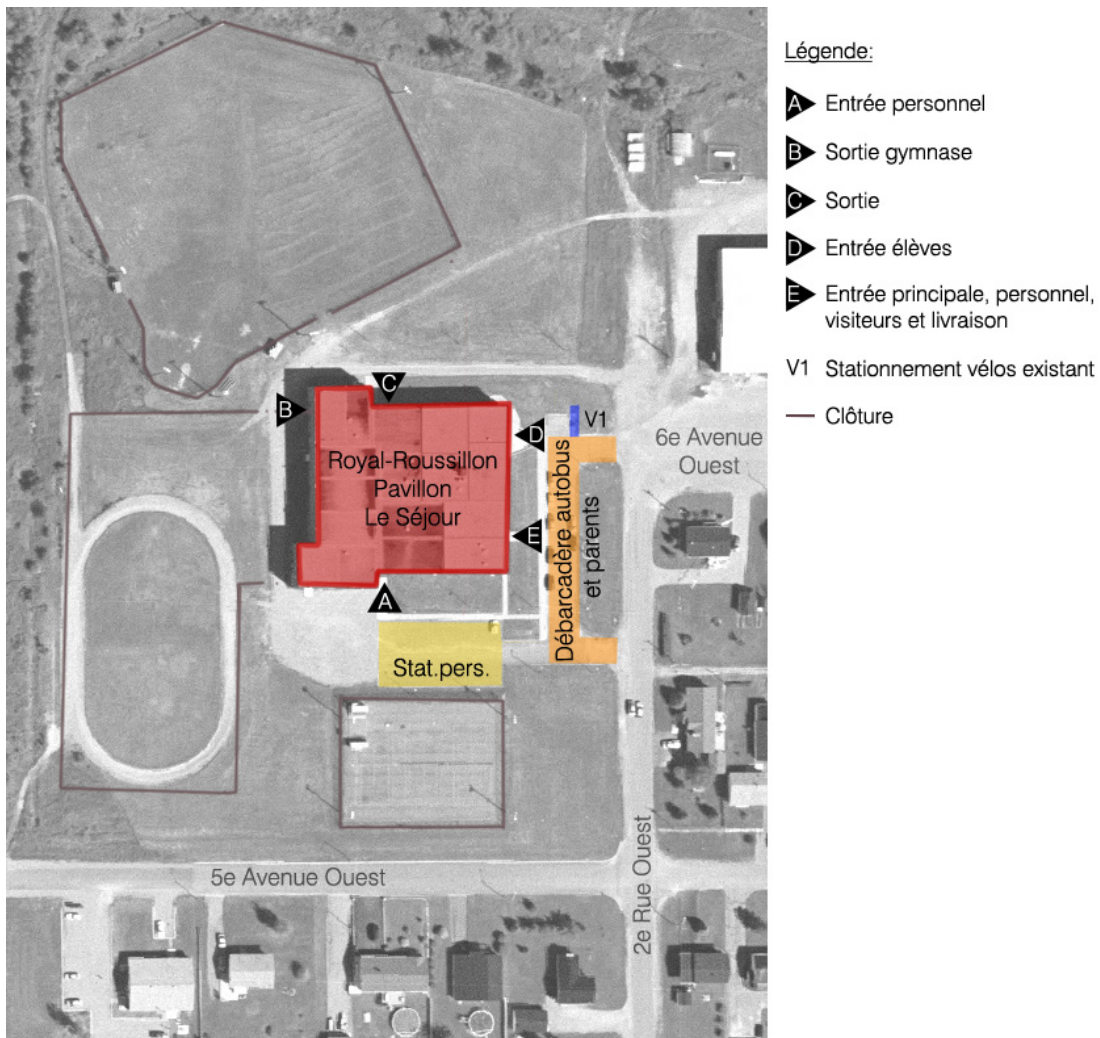 Légende:
A Entrée personnel
B Sortie gymnase
C Sortie
D Entrée élèves
E Entrée principale, personnel,
visiteurs et livraison
V1 Stationnement vélos existant
Clôture
C
B
V1
D
6e Avenue
Ouest
Royal-Roussillon
Pavillon
Le Séjour
E
Débarcadère autobus
et parents
A
Stat.pers.
5e Avenue Ouest
2e Rue Ouest